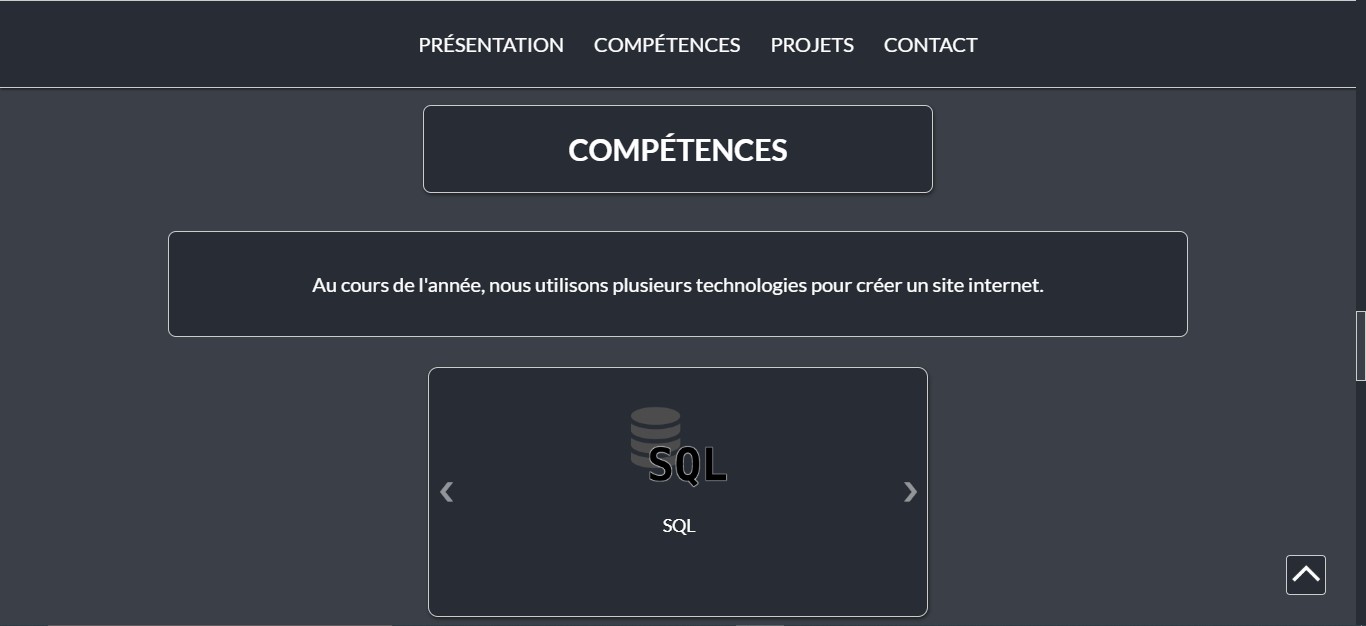 PRÉSENTATION COMPÉTENCES PROJETS CONTACT
COMPÉTENCES
Au cours de l'année, nous utilisons plusieurs technologies pour créer un site internet.
SQL
SQL